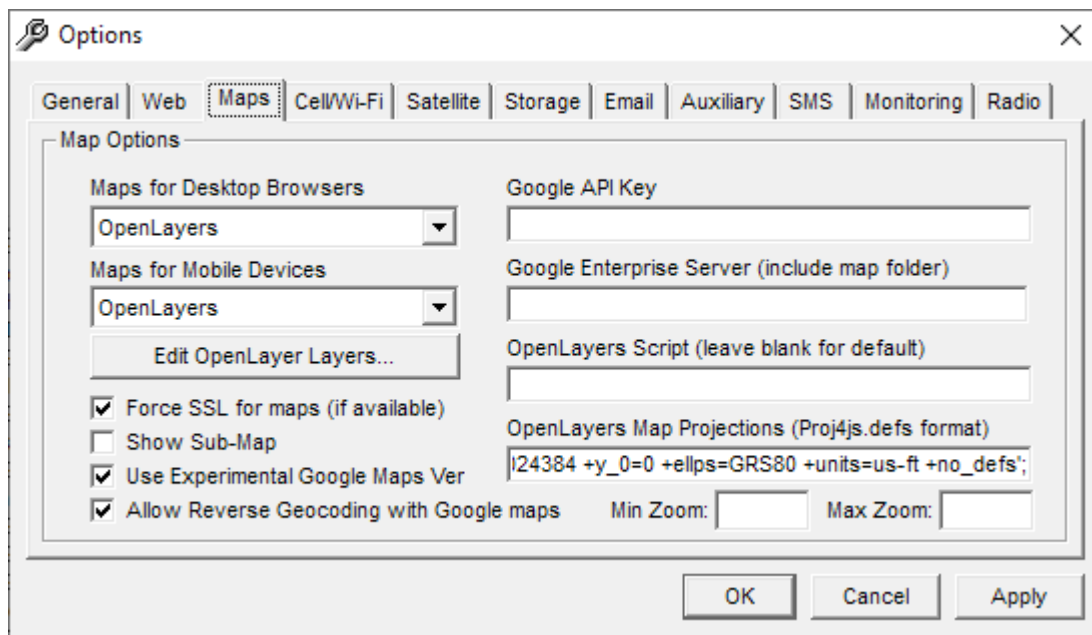 Options
General Web Maps Cell/Wi-Fi Satellite Storage Email Auxiliary SMS Monitoring Radio
Map Options
Maps for Desktop Browsers
OpenLayers
Maps for Mobile Devices
OpenLayers
Edit OpenLayer Layers...
Force SSL for maps (if available)
Show Sub-Map
Use Experimental Google Maps Ver
Allow Reverse Geocoding with Google maps
Google API Key
Google Enterprise Server (include map folder)
OpenLayers Script (leave blank for default)
OpenLayers Map Projections (Proj4js.defs format)
024384 +y_0=0 +ellps=GRS80 +units=us-ft +no_defs';
Min Zoom: Max Zoom:
OK Cancel Apply